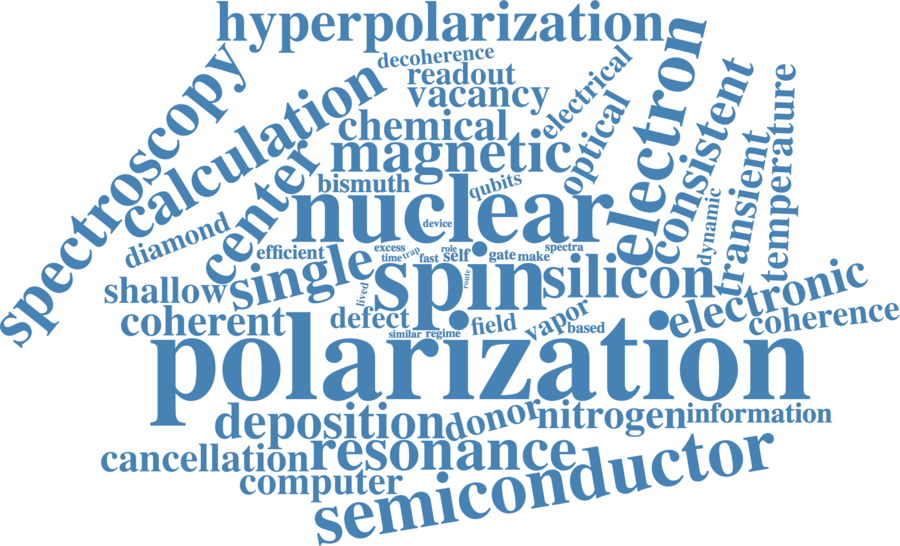 hyperpolarization
decoherence
readout
vacancy
electrical
electron
spectroscopy
calculation
chemical
optical
consistent
temperature
magnetic
center
bismuth
qubits
transient
dynamic
nuclear
device
diamond
efficient
excess
time
trap
fast
role
self
gate
make
spectra
shallow
single
lived
spin
route
silicon
electronic
coherent
defect
similar
regime
field
vapor
based
coherence
polarization
deposition
donor
nitrogen
information
cancellation
resonance
computer
semiconductor